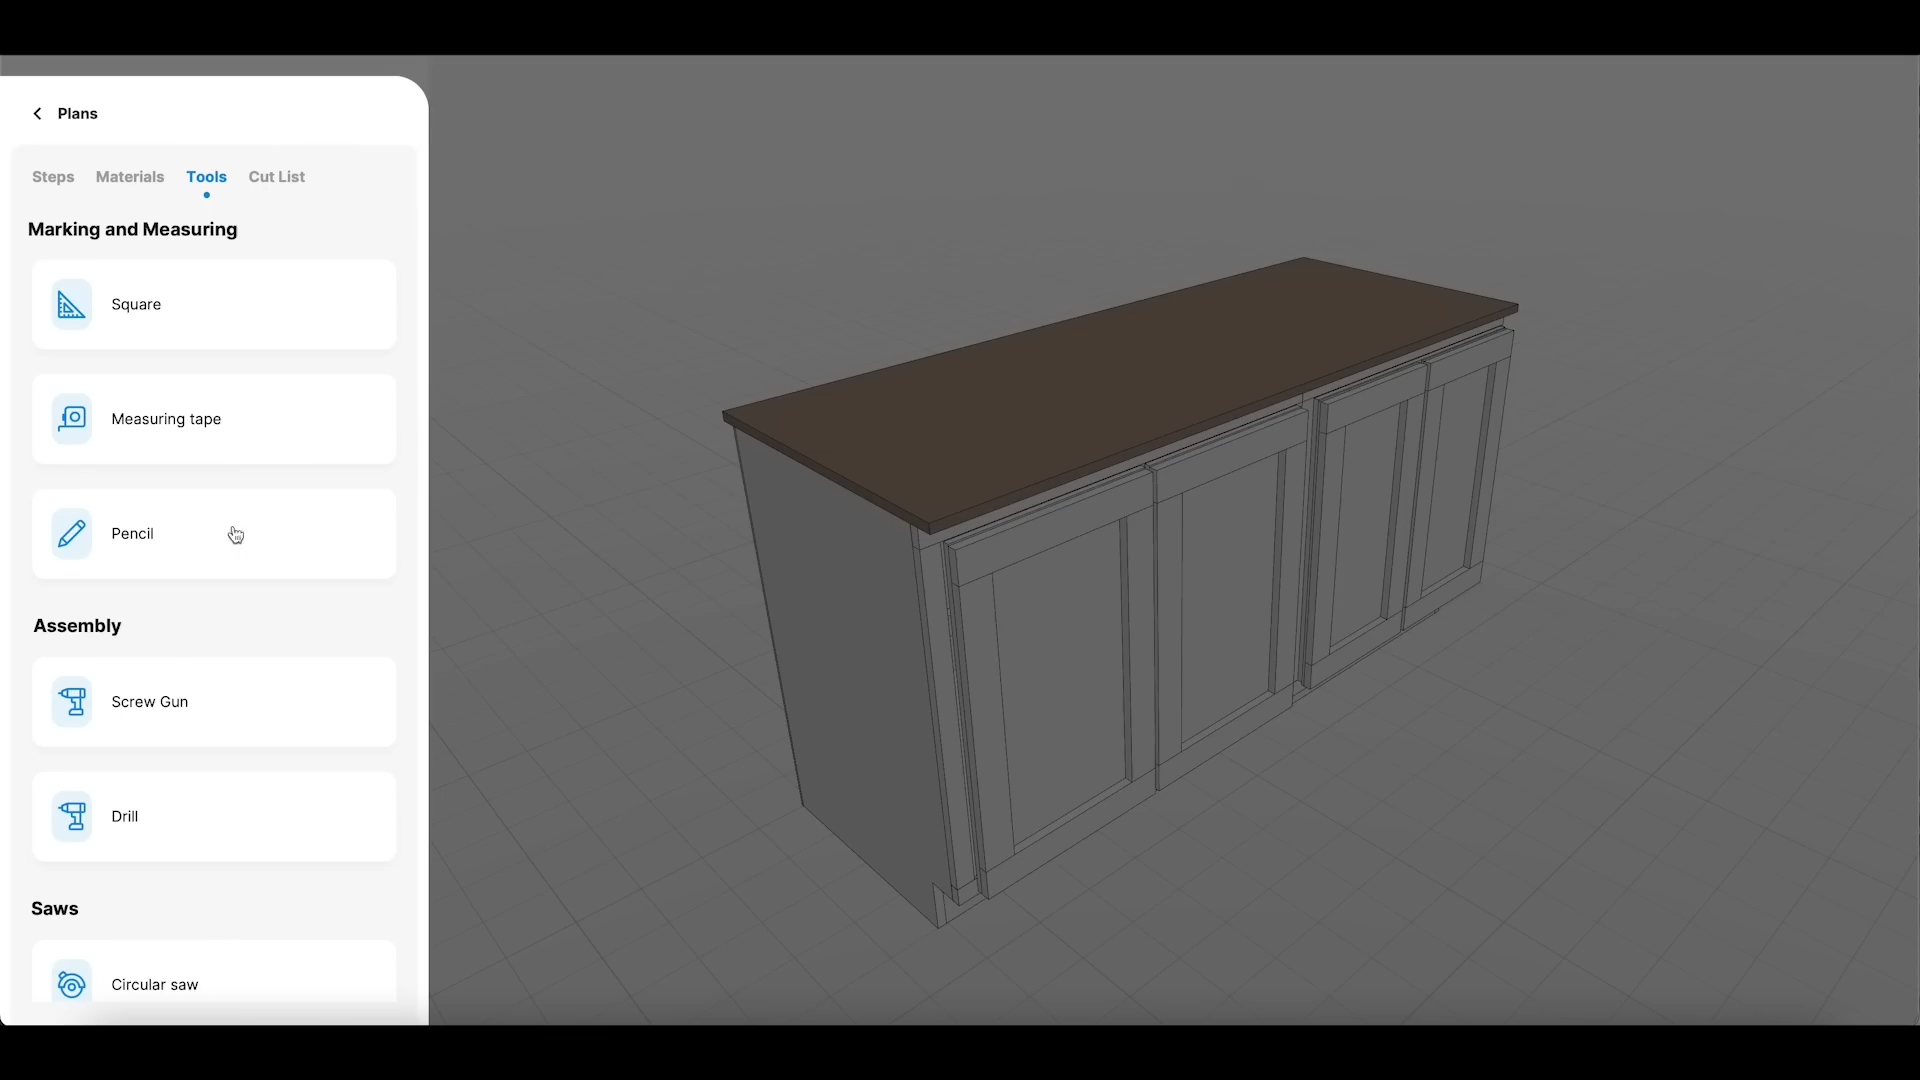 Plans
Steps Materials Tools Cut List
Marking and Measuring
Square
Measuring tape
Pencil
Assembly
Screw Gun
Drill
Saws
Circular saw